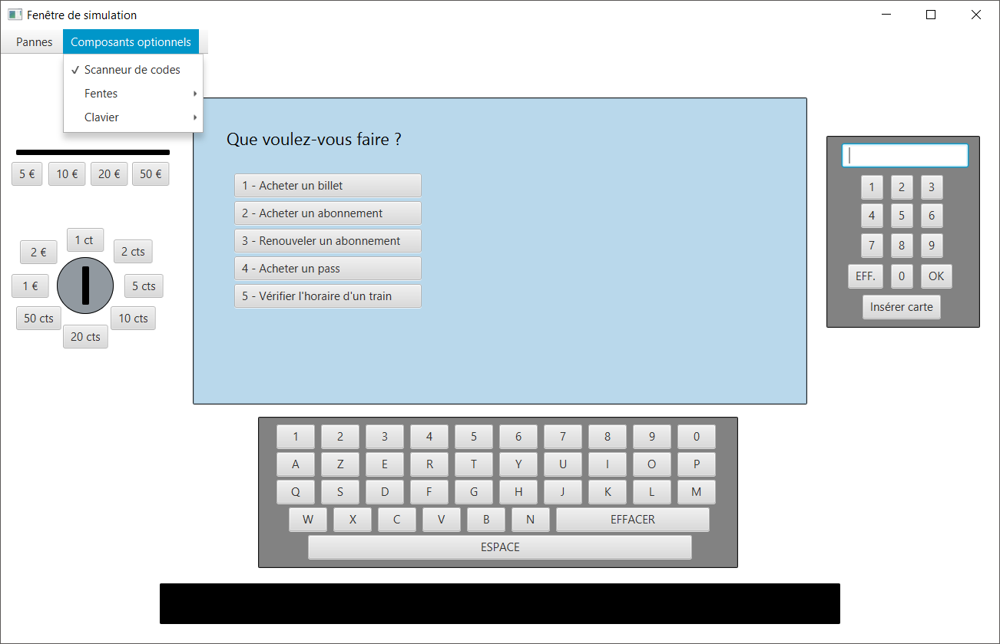 Fenêtre de simulation
Pannes Composants optionnels
✓ Scanneur de codes
Fentes
Clavier
Que voulez-vous faire ?
1 - Acheter un billet
2 - Acheter un abonnement
3 - Renouveler un abonnement
4 - Acheter un pass
5 - Vérifier l'horaire d'un train
5 € 10 € 20 € 50 €
1 ct
2 € 2 cts
1 € 5 cts
50 cts 10 cts
20 cts
1 2 3
4 5 6
7 8 9
EFF. 0 OK
Insérer carte
1 2 3 4 5 6 7 8 9 0
A Z E R T Y U I O P
Q S D F G H J K L M
W X C V B N EFFACER
ESPACE